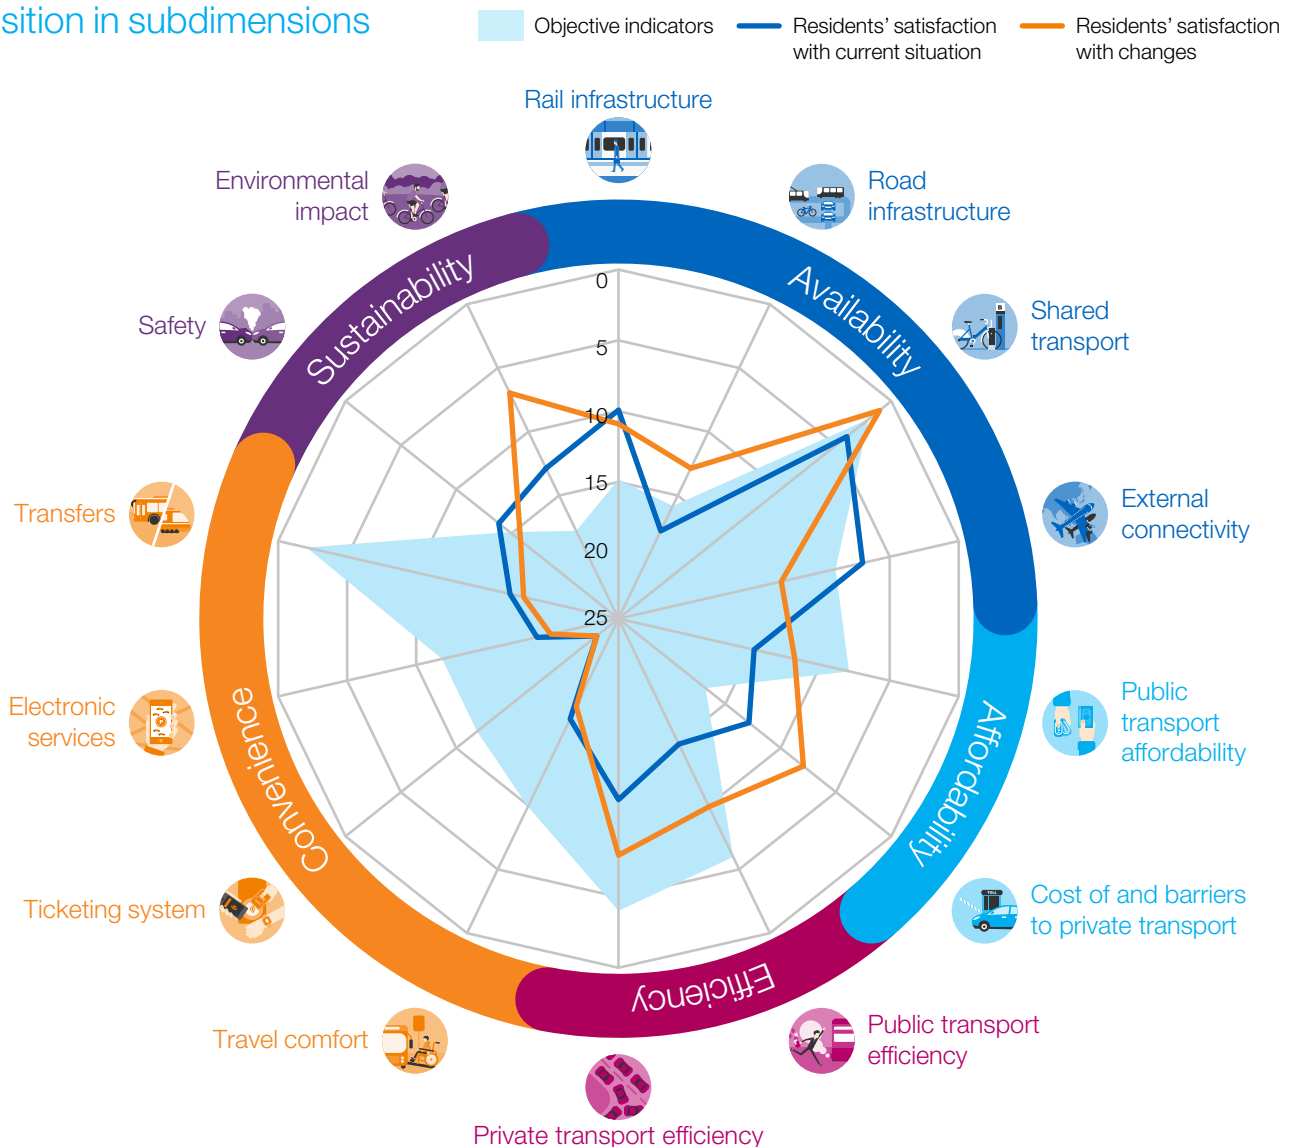 sition in subdimensions
Objective indicators
Residents’ satisfaction
with current situation
Residents’ satisfaction
with changes
Rail infrastructure
Environmental
impact
Road
infrastructure
Safety
Shared
transport
Sustainability
Availability
0
5
10
15
20
25
Transfers
External
connectivity
Electronic
services
Public
transport
affordability
Convenience
Affordability
Ticketing system
TOLL
Cost of and barriers
to private transport
Efficiency
Travel comfort
Public transport
efficiency
Private transport efficiency